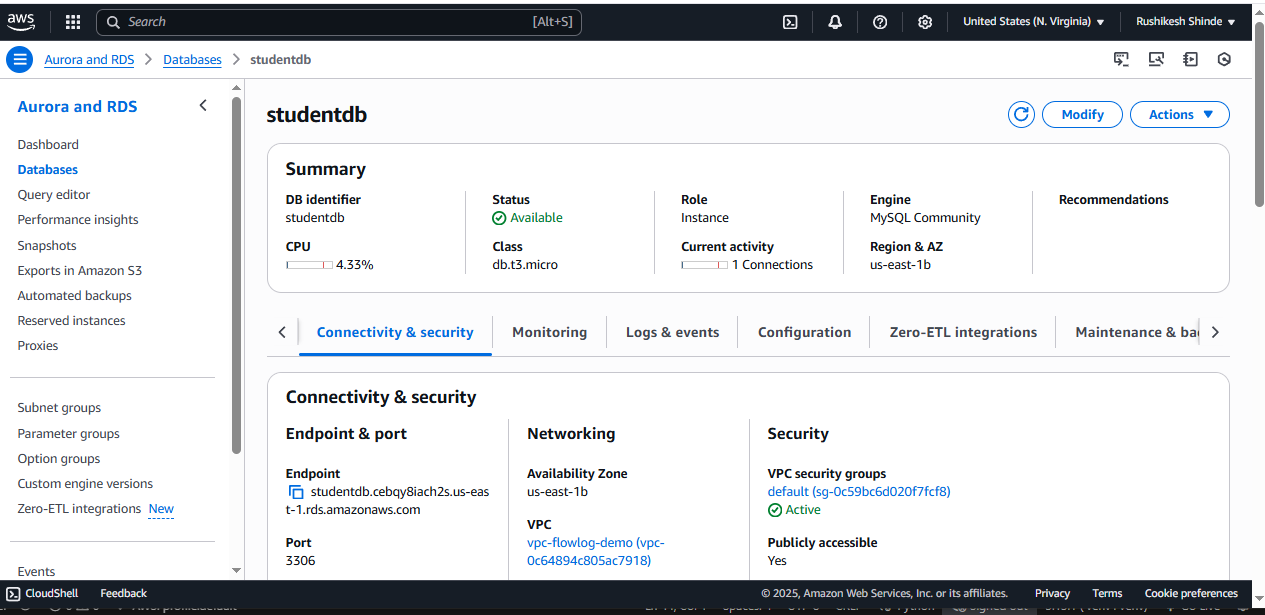 aws
Search [Alt+S]
United States (N. Virginia) Rushikesh Shinde
Aurora and RDS > Databases > studentdb
Aurora and RDS
Dashboard
Databases
Query editor
Performance insights
Snapshots
Exports in Amazon S3
Automated backups
Reserved instances
Proxies
Subnet groups
Parameter groups
Option groups
Custom engine versions
Zero-ETL integrations New
Events
studentdb
Modify
Actions
Summary
DB identifier
studentdb
CPU
4.33%
Status
Available
Class
db.t3.micro
Role
Instance
Current activity
1 Connections
Engine
MySQL Community
Region & AZ
us-east-1b
Recommendations
Connectivity & security
Monitoring
Logs & events
Configuration
Zero-ETL integrations
Maintenance & ba
Connectivity & security
Endpoint & port
Endpoint
studentdb.cebqy8iach2s.us-eas
t-1.rds.amazonaws.com
Port
3306
Networking
Availability Zone
us-east-1b
VPC
vpc-flowlog-demo (vpc-
0c64894c805ac7918)
Security
VPC security groups
default (sg-0c59bc6d020f7fcf8)
Active
Publicly accessible
Yes
CloudShell Feedback
© 2025, Amazon Web Services, Inc. or its affiliates. Privacy Terms Cookie preferences